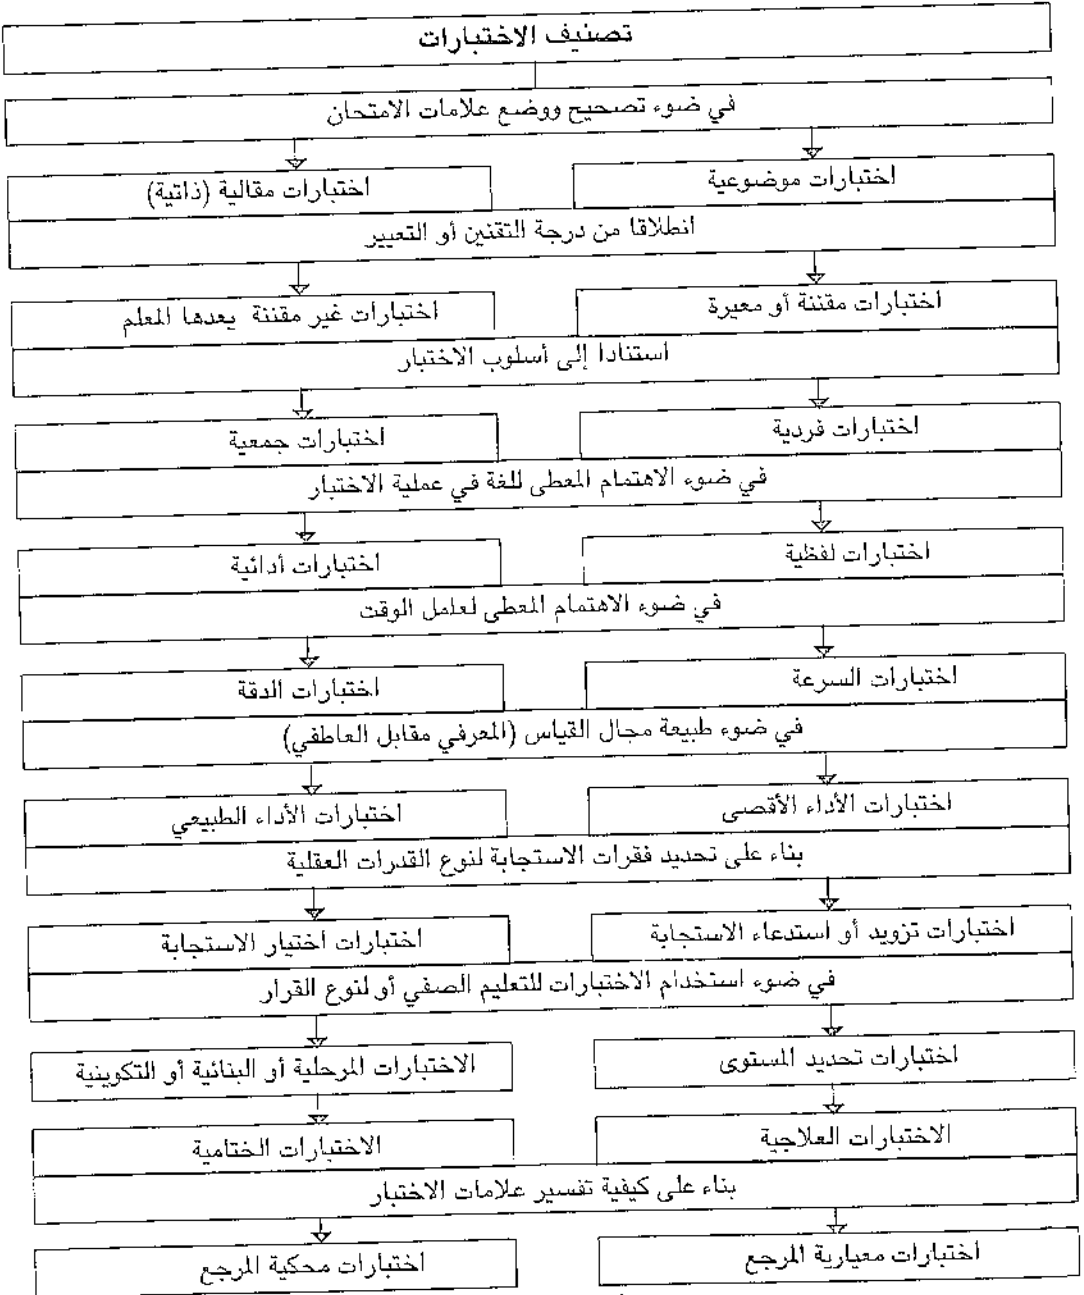 تصنيف الاختبارات
في ضوء تصحيح ووضع علامات الامتحان
اختبارات موضوعية
اختبارات مقالية (ذاتية)
انطلاقا من درجة التقنين أو التعيير
اختبارات مقننة أو معيرة
اختبارات غير مقننة يعدها المعلم
استنادا إلى أسلوب الاختبار
اختبارات فردية
اختبارات جمعية
في ضوء الاهتمام المعطى للغة في عملية الاختبار
اختبارات لفظية
اختبارات أدائية
في ضوء الاهتمام المعطى لعامل الوقت
اختبارات السرعة
اختبارات الدقة
في ضوء طبيعة مجال القياس (المعرفي مقابل العاطفي)
اختبارات الأداء الأقصى
اختبارات الأداء الطبيعي
بناء على تحديد فقرات الاستجابة لنوع القدرات العقلية
اختبارات تزويد أو استدعاء الاستجابة
اختبارات اختيار الاستجابة
في ضوء استخدام الاختبارات للتعليم الصفي أو لنوع القرار
اختبارات تحديد المستوى
الاختبارات المرحلية أو البنائية أو التكوينية
الاختبارات العلاجية
الاختبارات الختامية
بناء على كيفية تفسير علامات الاختبار
اختبارات معيارية المرجع
اختبارات محكية المرجع